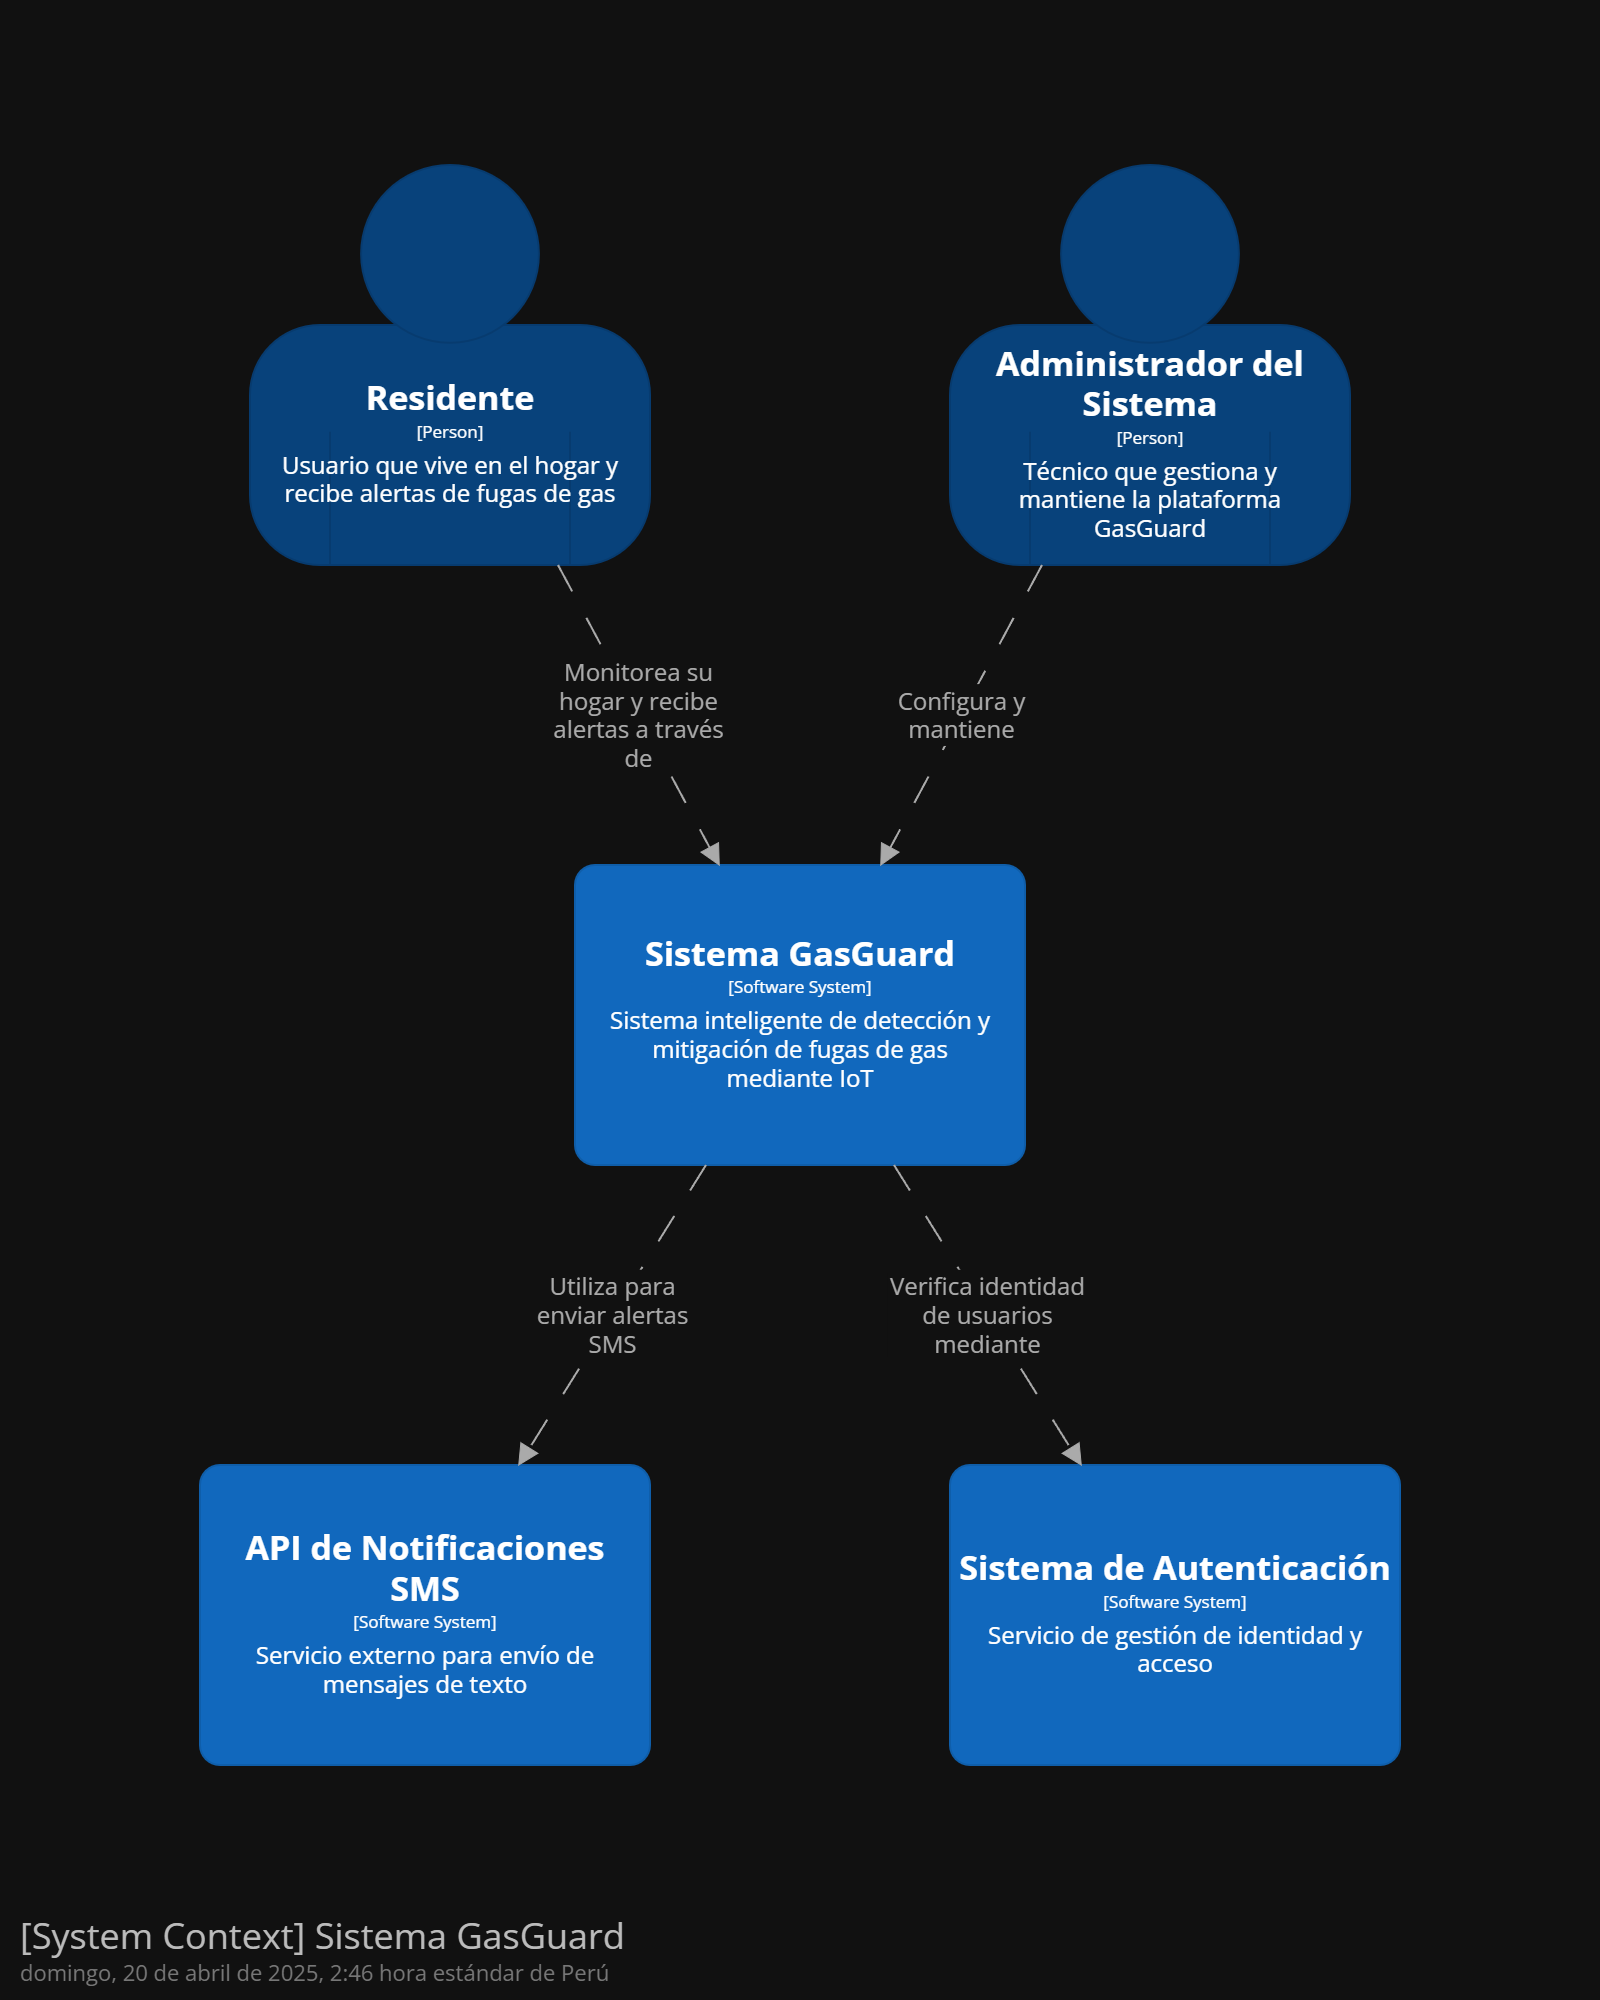 Residente
[Person]
Usuario que vive en el hogar y
recibe alertas de fugas de gas
Administrador del
Sistema
[Person]
Técnico que gestiona y
mantiene la plataforma
GasGuard
Monitorea su
hogar y recibe
alertas a través
de
Configura y
mantiene
Sistema GasGuard
[Software System]
Sistema inteligente de detección y
mitigación de fugas de gas
mediante IoT
Utiliza para
enviar alertas
SMS
Verifica identidad
de usuarios
mediante
API de Notificaciones
SMS
[Software System]
Servicio externo para envío de
mensajes de texto
Sistema de Autenticación
[Software System]
Servicio de gestión de identidad y
acceso
[System Context] Sistema GasGuard
domingo, 20 de abril de 2025, 2:46 hora estándar de Perú